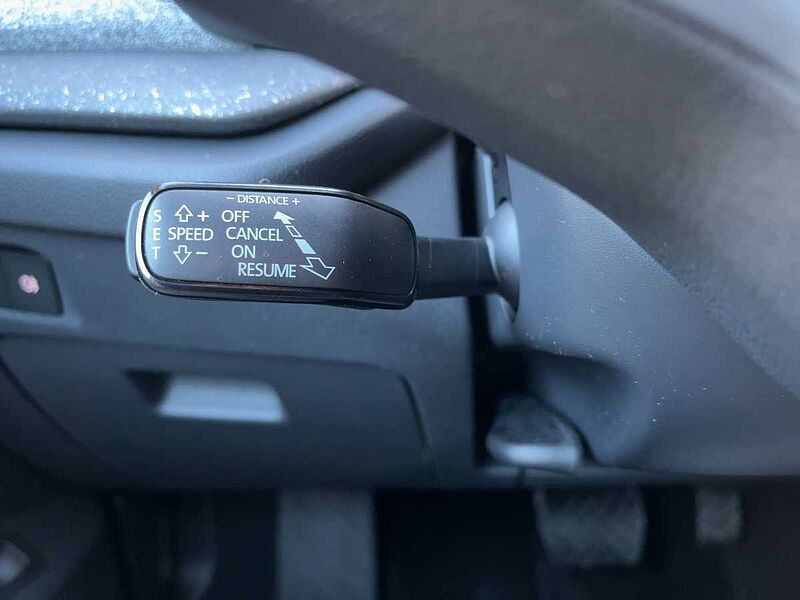 - DISTANCE +
S + OFF
E SPEED CANCEL
T - ON
RESUME